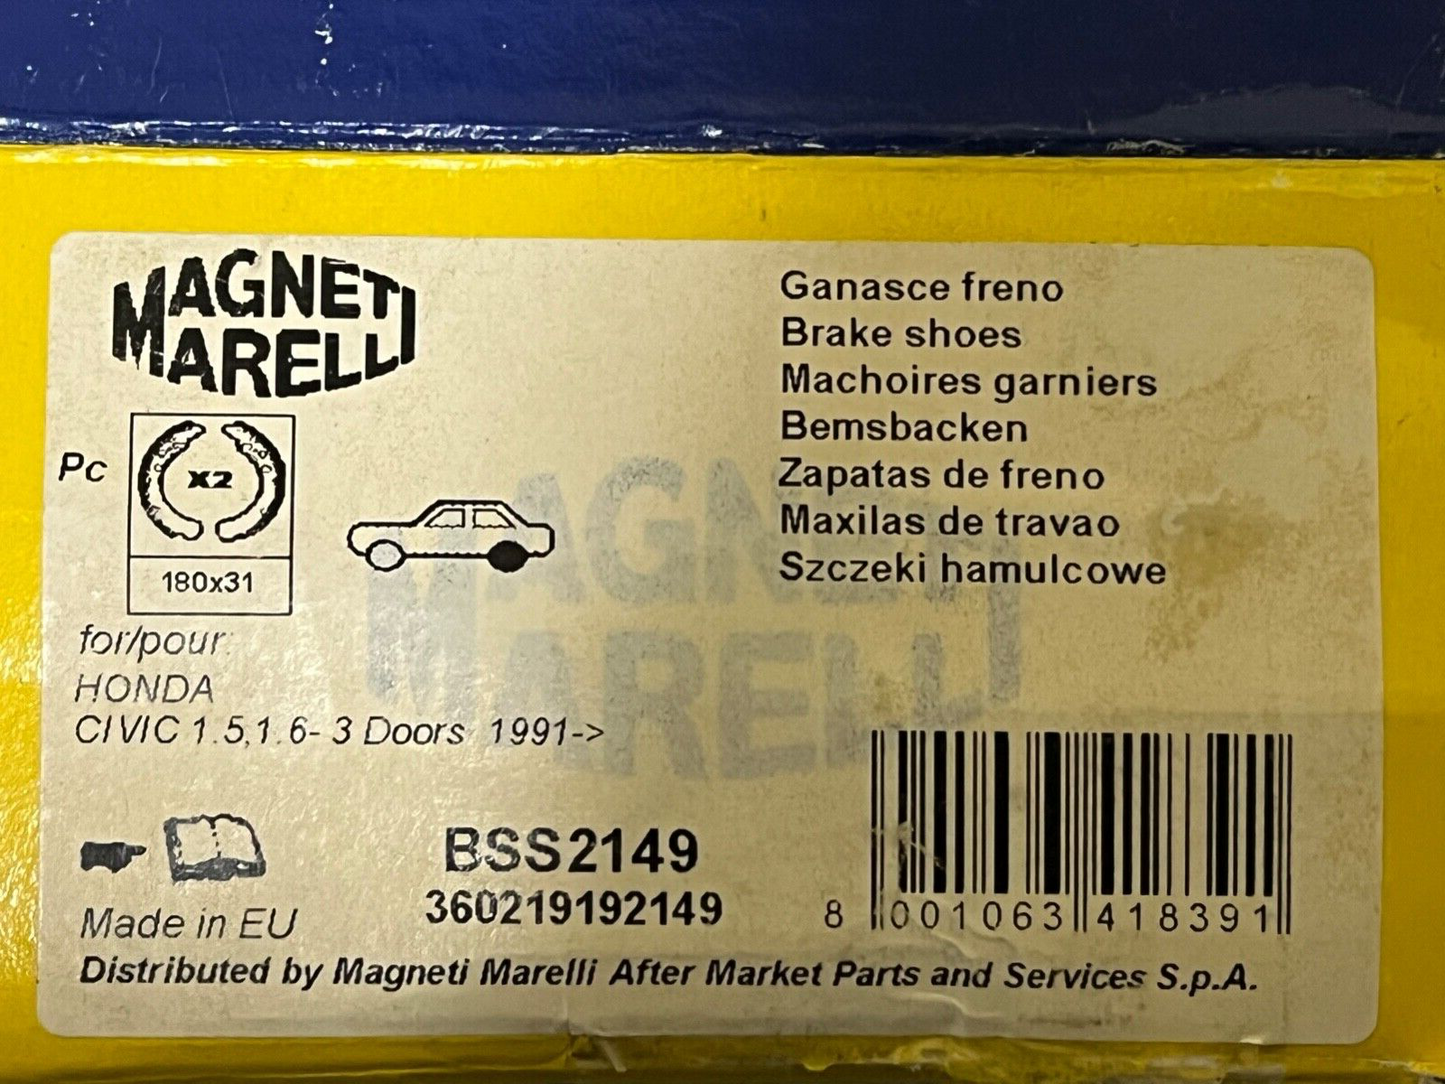 MAGNETI
MARELLI
Pc
X2
180x31
for/pour:
HONDA
CIVIC 1.5,1.6- 3 Doors 1991->
Ganasce freno
Brake shoes
Machoires garniers
Bemsbacken
Zapatas de freno
Maxilas de travao
Szczeki hamulcowe
MAGNETI
MARELLI
BSS2149
360219192149
8 001063 418391
Made in EU
Distributed by Magneti Marelli After Market Parts and Services S.p.A.